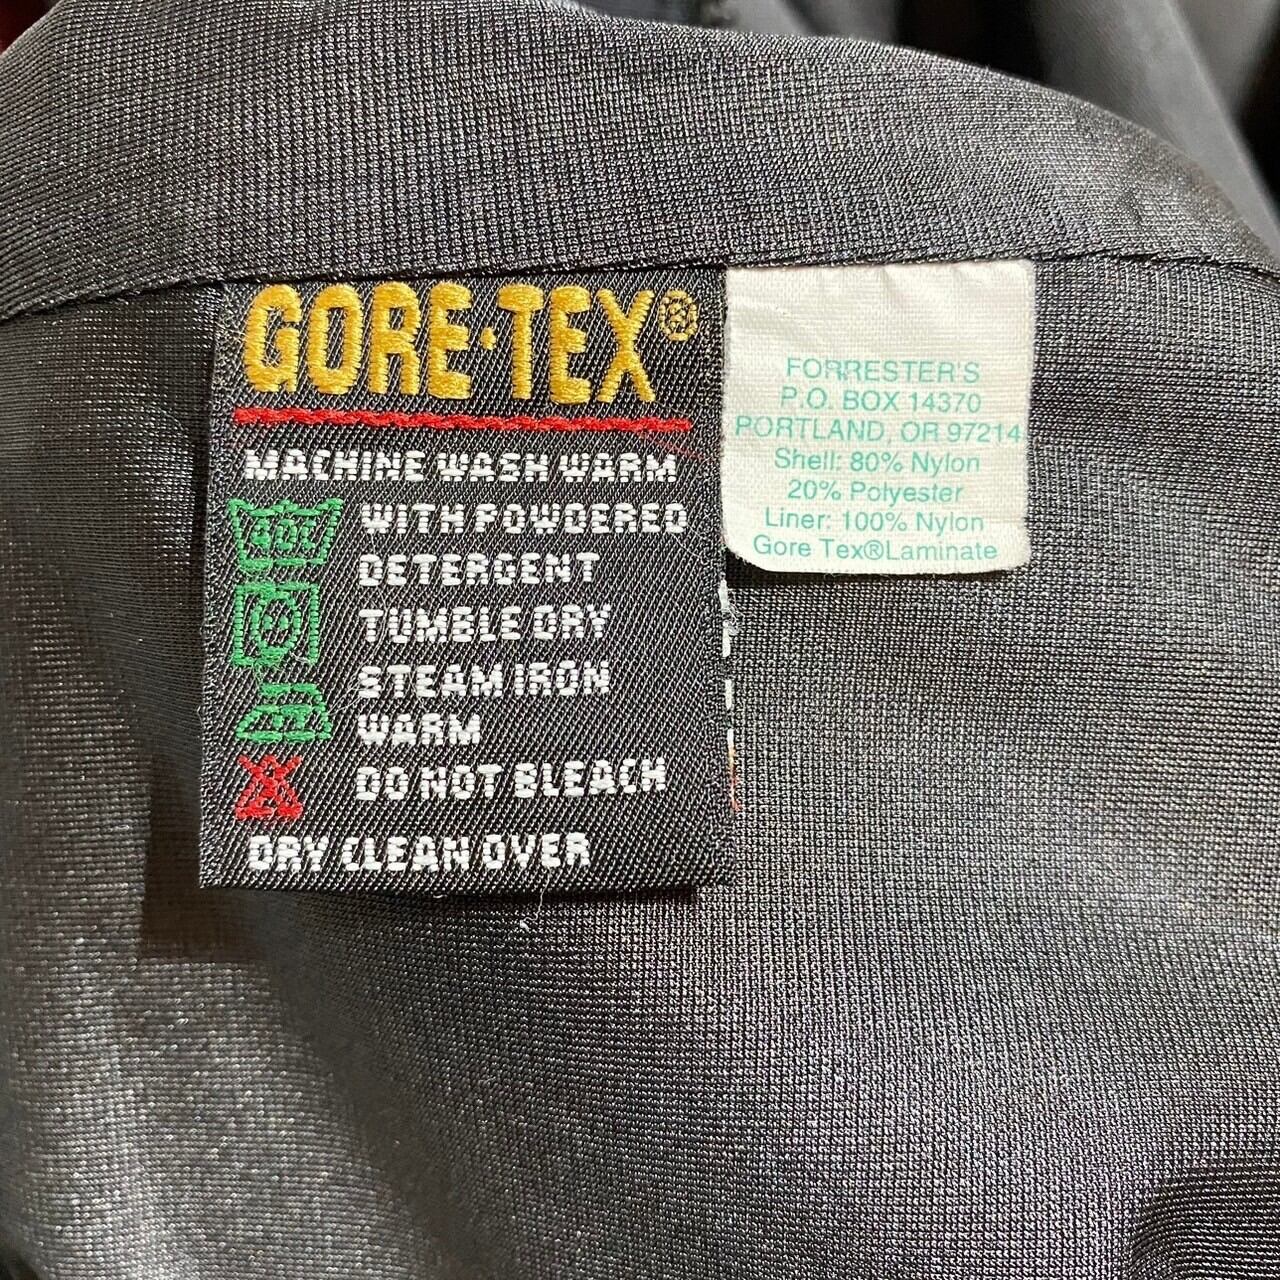 GORE-TEX®
MACHINE WASH WARM
40C
WITH POWDERED
DETERGENT
TUMBLE DRY
STEAM IRON
WARM
DO NOT BLEACH
DRY CLEAN OVER
FORRESTER'S
P.O. BOX 14370
PORTLAND, OR 97214
Shell: 80% Nylon
20% Polyester
Liner: 100% Nylon
Gore Tex®Laminate